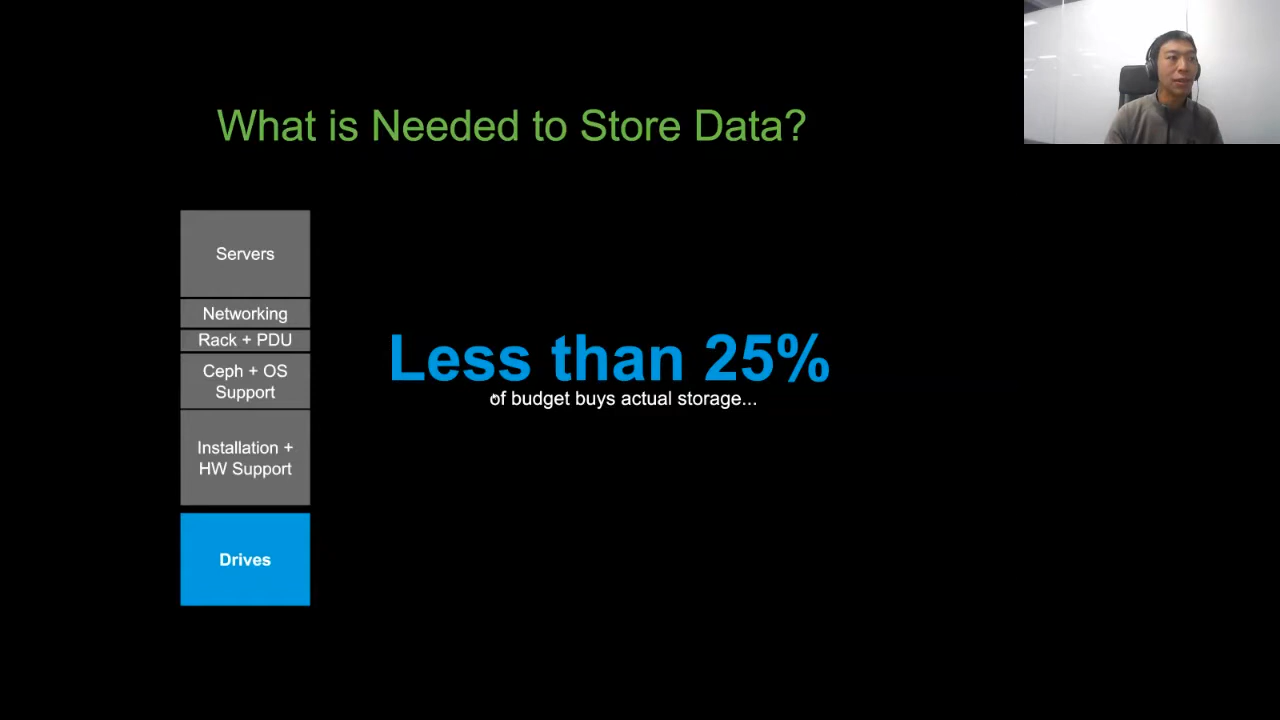 What is Needed to Store Data?
Servers
Networking
Rack + PDU
Ceph + OS
Support
Installation +
HW Support
Drives
Less than 25%
of budget buys actual storage...